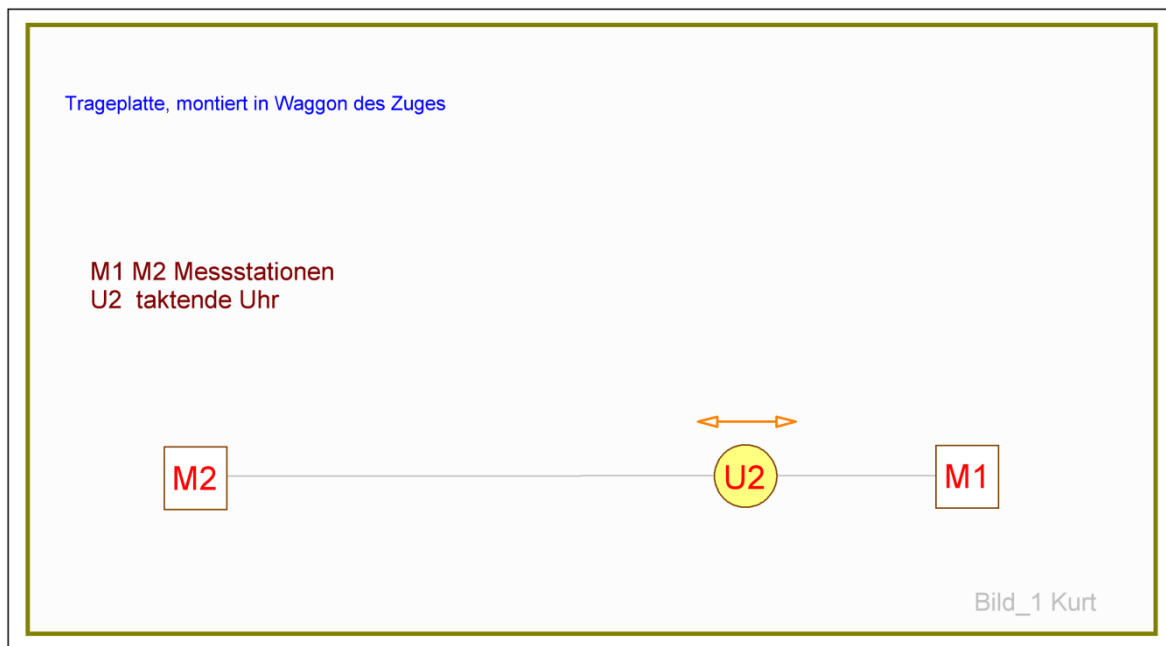 Trageplatte, montiert in Waggon des Zuges
M1 M2 Messstationen
U2 taktende Uhr
M2
U2
M1
Bild_1 Kurt